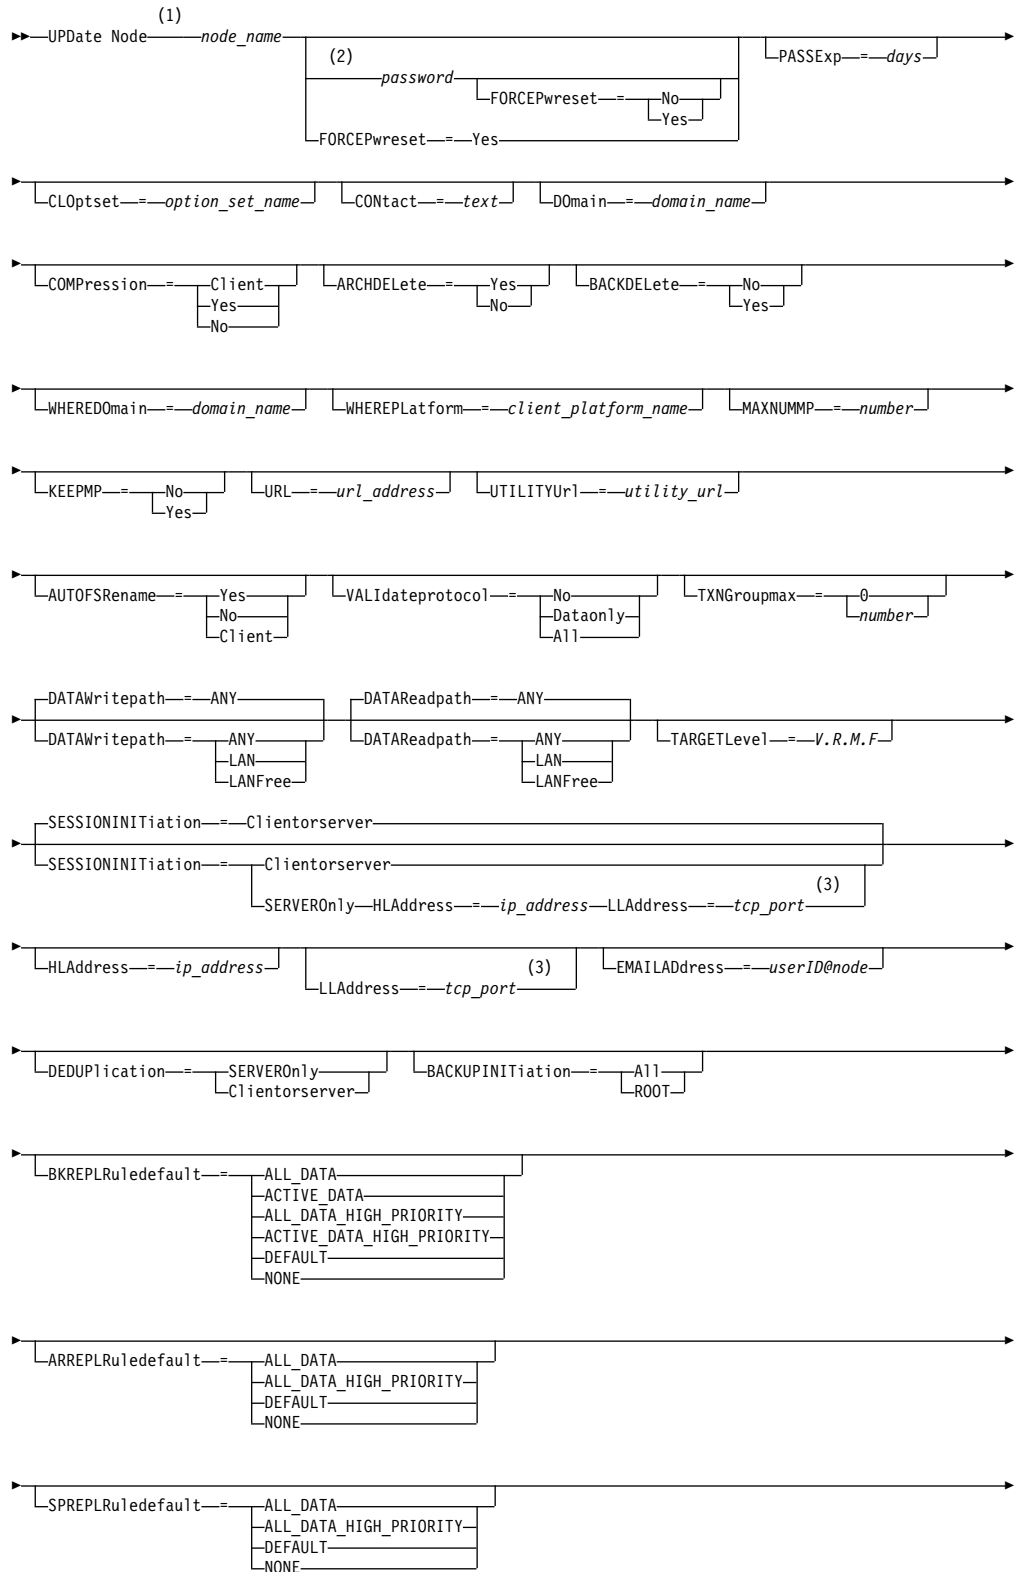 (1)
►►—UPDate Node—node_name—
(2)
password
FORCEPwreset—=—No
Yes
FORCEPwreset—=—Yes
PASSExp—=—days
CLOptset—=—option_set_name
CONtact—=—text
DOmain—=—domain_name
COMPression—=—Client
Yes
No
ARCHDELete—=—Yes
No
BACKDELete—=—No
Yes
WHEREDOmain—=—domain_name
WHEREPLatform—=—client_platform_name
MAXNUMMP—=—number
KEEPMP—=—No
Yes
URL—=—url_address
UTILITYUrl—=—utility_url
AUTOFSRename—=—Yes
No
Client
VALIdateprotocol—=—No
Dataonly
All
TXNGroupmax—=—0
number
DATAWritepath—=—ANY
DATAWritepath—=—ANY
LAN
LANFree
DATAReadpath—=—ANY
DATAReadpath—=—ANY
LAN
LANFree
TARGETLevel—=—V.R.M.F
SESSIONINITiation—=—Clientorserver
SESSIONINITiation—=—Clientorserver
(3)
SERVEROnly—HLAddress—=—ip_address—LLAddress—=—tcp_port
HLAddress—=—ip_address
(3)
LLAddress—=—tcp_port
EMAILADdress—=—userID@node
DEDUPlication—=—SERVEROnly
Clientorserver
BACKUPINITiation—=—All
ROOT
BKREPLRuledefault—=—ALL_DATA
ACTIVE_DATA
ALL_DATA_HIGH_PRIORITY
ACTIVE_DATA_HIGH_PRIORITY
DEFAULT
NONE
ARREPLRuledefault—=—ALL_DATA
ALL_DATA_HIGH_PRIORITY
DEFAULT
NONE
SPREPLRuledefault—=—ALL_DATA
ALL_DATA_HIGH_PRIORITY
DEFAULT
NONE